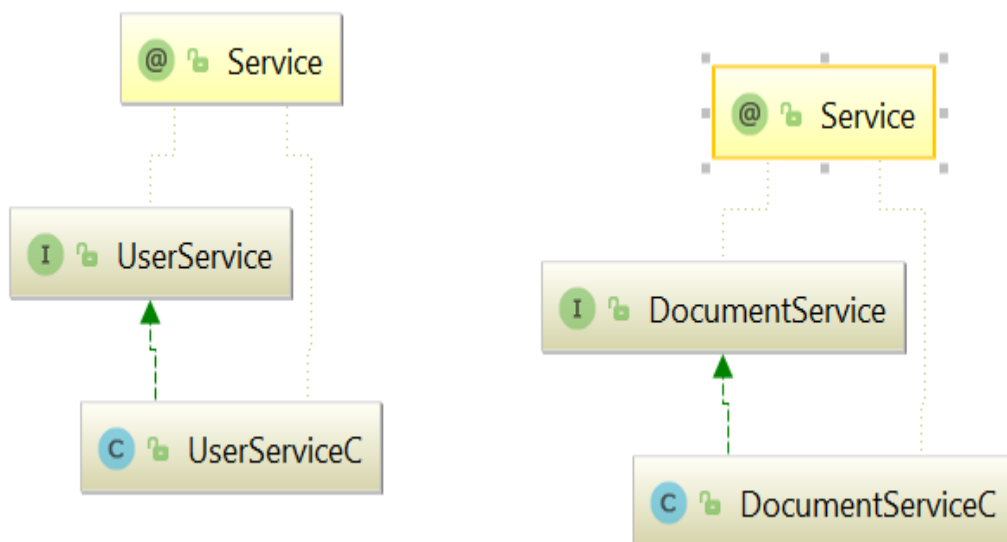 @ Service
I UserService
C UserServiceC
@ Service
I DocumentService
C DocumentServiceC